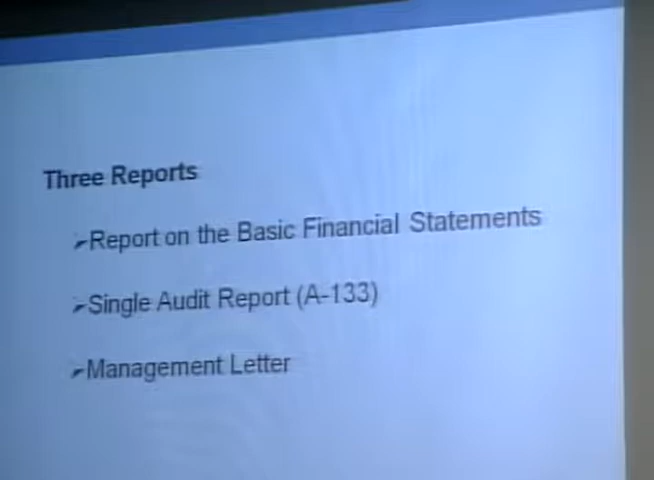 Three Reports
➢Report on the Basic Financial Statements
➢Single Audit Report (A-133)
➢Management Letter